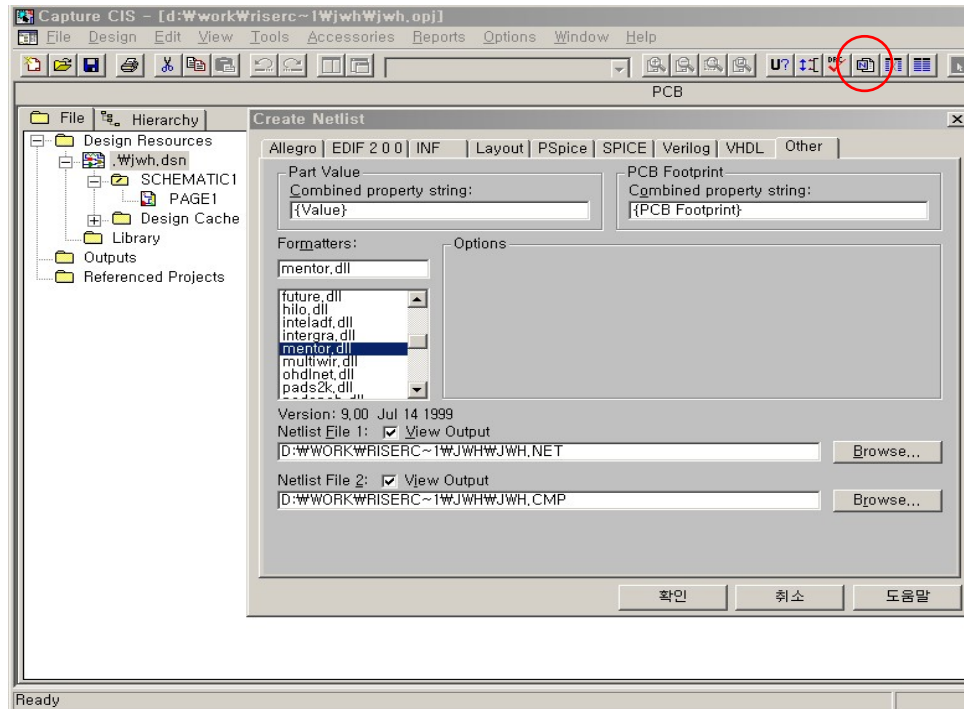 Capture CIS - [d:₩work₩riserc~1₩jwh₩jwh.opj]
File Design Edit View Tools Accessories Reports Options Window Help
U?
PCB
File Hierarchy
Design Resources
.₩jwh.dsn
SCHEMATIC1
PAGE1
Design Cache
Library
Outputs
Referenced Projects
Create Netlist
Allegro EDIF 2 0 0 INF Layout PSpice SPICE Verilog VHDL Other
Part Value
Combined property string:
{Value}
PCB Footprint
Combined property string:
{PCB Footprint}
Formatters:
Options
mentor.dll
future.dll
hilo.dll
inteladf.dll
intergra.dll
mentor.dll
multiwir.dll
ohdlnet.dll
pads2k.dll
Version: 9.00 Jul 14 1999
Netlist File 1: View Output
D:₩WORK₩RISERC~1₩JWH₩JWH.NET
Browse...
Netlist File 2: View Output
D:₩WORK₩RISERC~1₩JWH₩JWH.CMP
Browse...
확인 취소 도움말
Ready